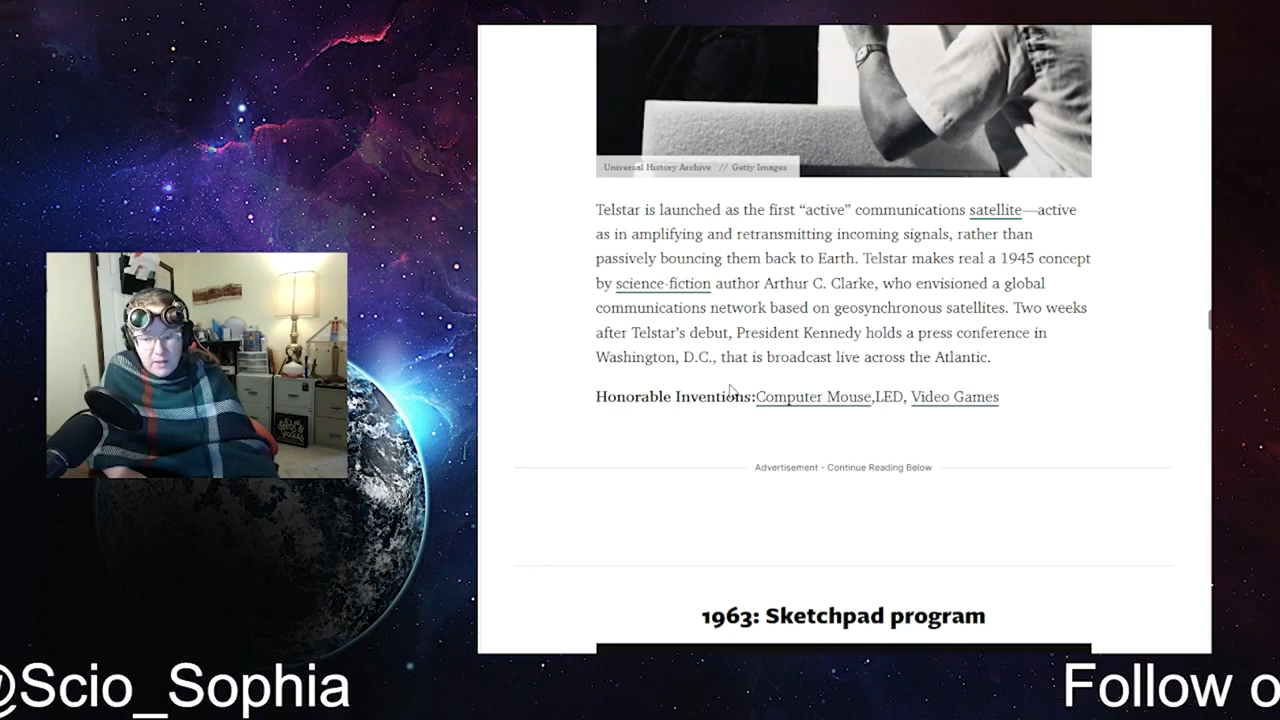 Universal History Archive // Getty Images
Telstar is launched as the first “active” communications satellite—active
as in amplifying and retransmitting incoming signals, rather than
passively bouncing them back to Earth. Telstar makes real a 1945 concept
by science-fiction author Arthur C. Clarke, who envisioned a global
communications network based on geosynchronous satellites. Two weeks
after Telstar’s debut, President Kennedy holds a press conference in
Washington, D.C., that is broadcast live across the Atlantic.
Honorable Inventions:Computer Mouse,LED, Video Games
Advertisement - Continue Reading Below
1963: Sketchpad program
@Scio_Sophia
Follow o